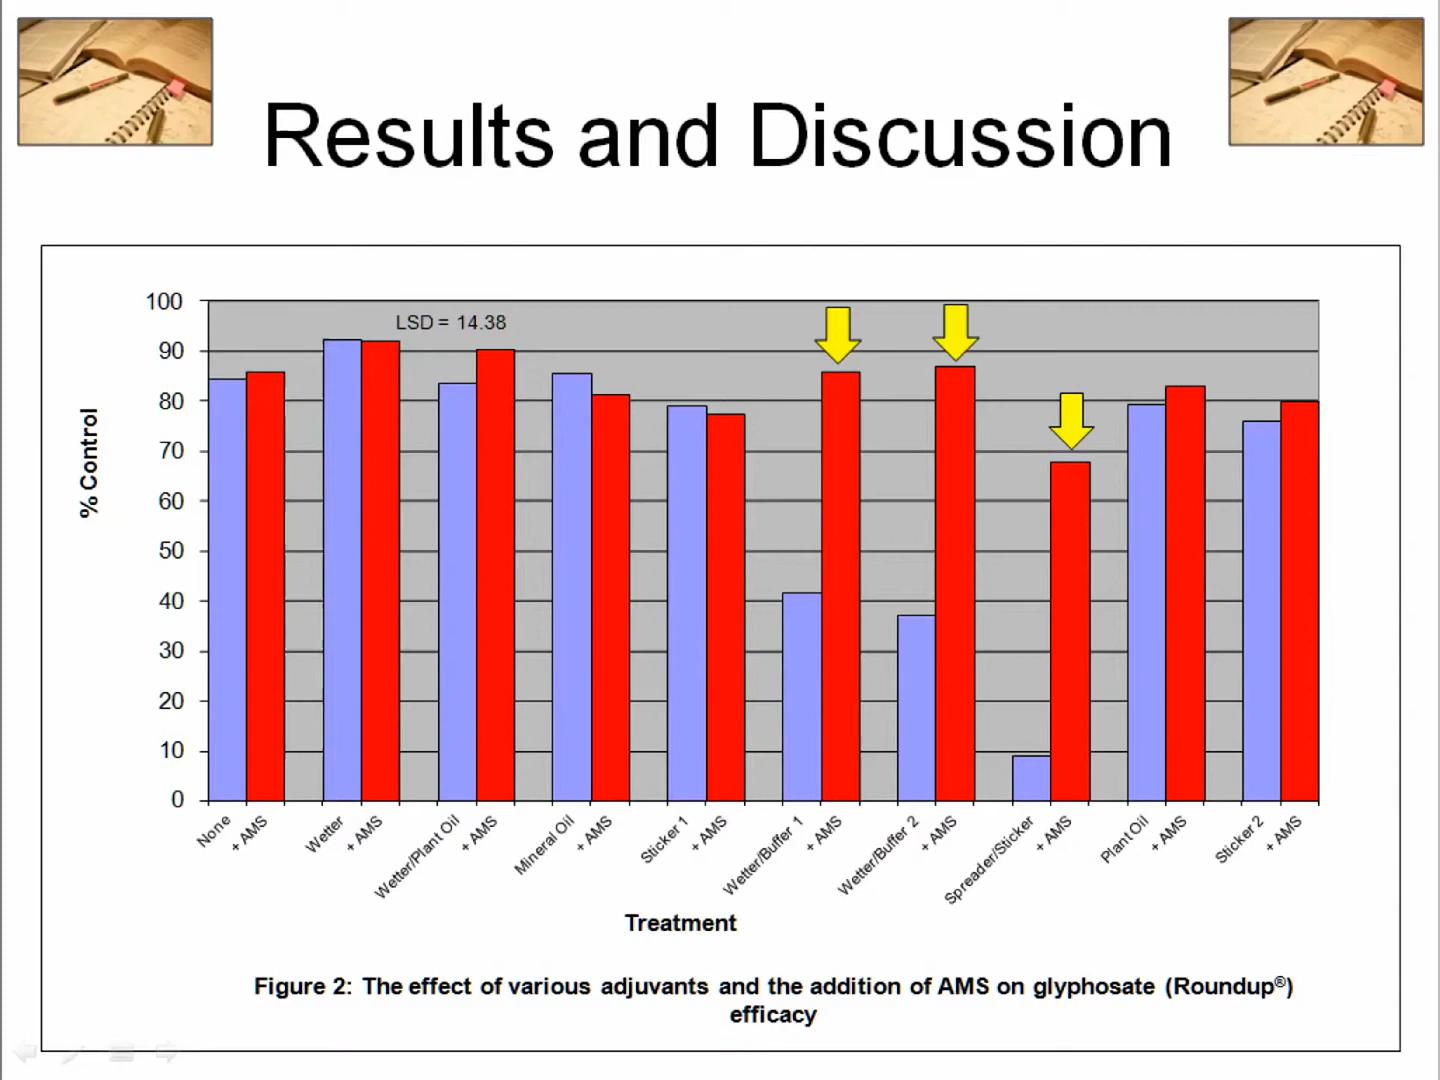 Results and Discussion
LSD = 14.38
% Control
100
90
80
70
60
50
40
30
20
10
0
None
+ AMS
Wetter
+ AMS
Wetter/Plant Oil
+ AMS
Mineral Oil
+ AMS
Sticker 1
+ AMS
Wetter/Buffer 1
+ AMS
Wetter/Buffer 2
+ AMS
Spreader/Sticker
+ AMS
Plant Oil
+ AMS
Sticker 2
+ AMS
Treatment
Figure 2: The effect of various adjuvants and the addition of AMS on glyphosate (Roundup®)
efficacy